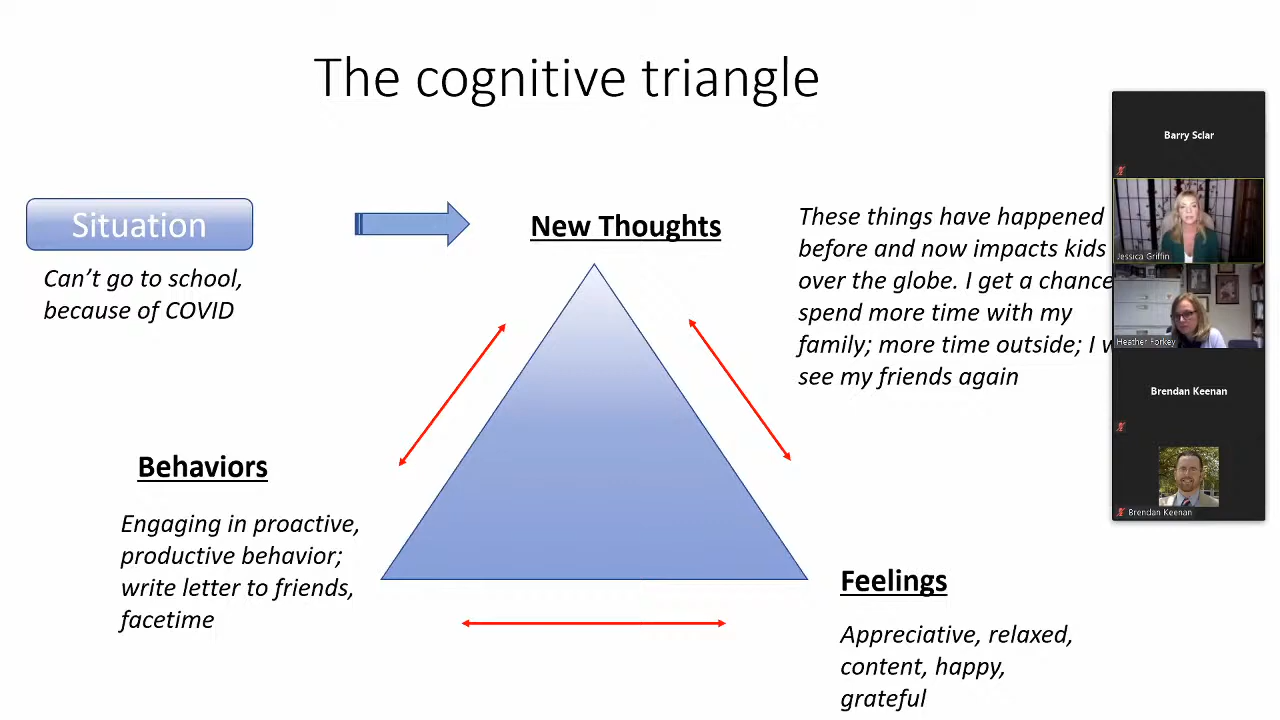 The cognitive triangle
Situation
Can't go to school,
because of COVID
New Thoughts
These things have happened
before and now impacts kids
over the globe. I get a chance
spend more time with my
family; more time outside; I
see my friends again
Behaviors
Engaging in proactive,
productive behavior;
write letter to friends,
facetime
Feelings
Appreciative, relaxed,
content, happy,
grateful
Barry Sclar
Jessica Griffin
Heather Forkey
Brendan Keenan
Brendan Keenan